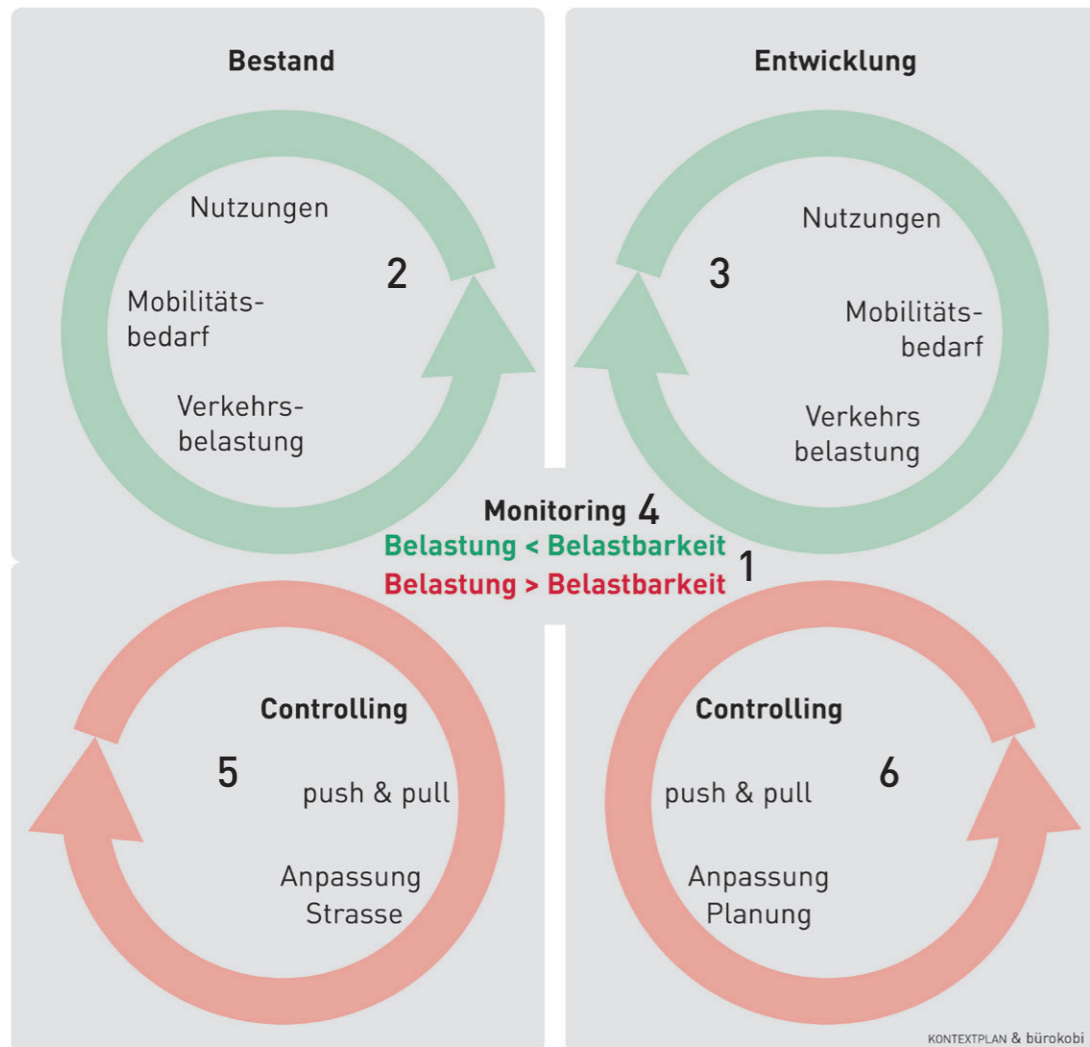 Bestand
Nutzungen
2
Mobilitäts-
bedarf
Verkehrs-
belastung
Entwicklung
Nutzungen
3
Mobilitäts-
bedarf
Verkehrs
belastung
Monitoring 4
Belastung < Belastbarkeit
1
Belastung > Belastbarkeit
Controlling
5
push & pull
Anpassung
Strasse
Controlling
6
push & pull
Anpassung
Planung
KONTEXTPLAN & bürokobi